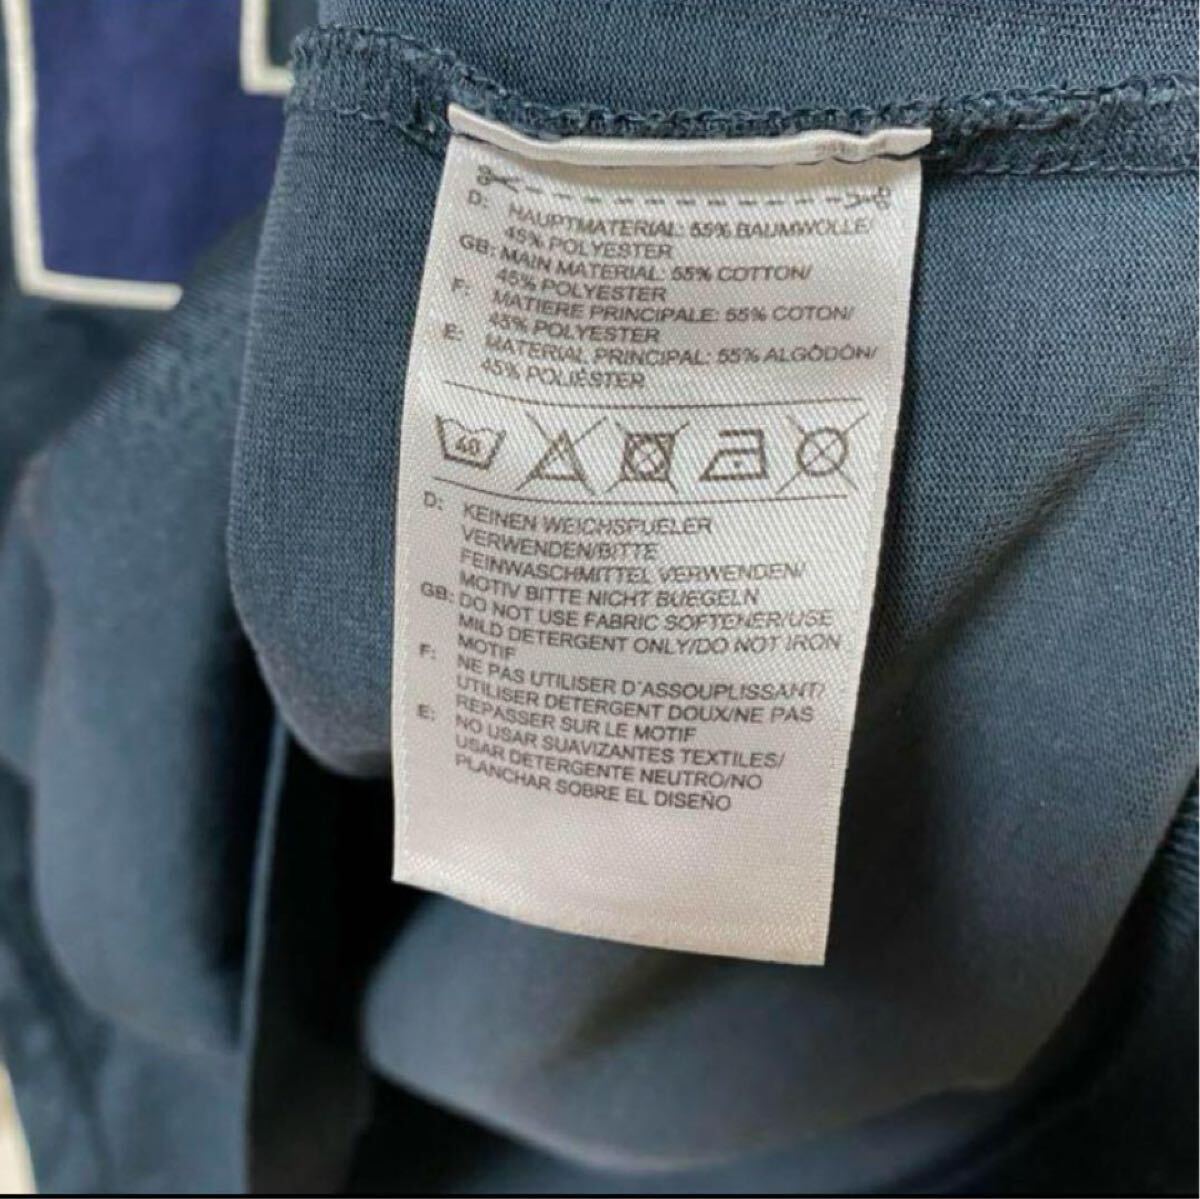 D: HAUPTMATERIAL: 55% BAUMWOLLE/
45% POLYESTER
GB: MAIN MATERIAL: 55% COTTON/
45% POLYESTER
F: MATIERE PRINCIPALE: 55% COTON/
45% POLYESTER
E: MATERIAL PRINCIPAL: 55% ALGÓDÓN/
45% POLIÉSTER
40
D: KEINEN WEICHSPUELER
VERWENDEN/BITTE
FEINWASCHMITTEL VERWENDEN/
MOTIV BITTE NICHT BUEGELN
GB: DO NOT USE FABRIC SOFTENER/USE
MILD DETERGENT ONLY/DO NOT IRON
MOTIF
F: NE PAS UTILISER D'ASSOUPLISSANT/
UTILISER DETERGENT DOUX/NE PAS
REPASSER SUR LE MOTIF
E: NO USAR SUAVIZANTES TEXTILES/
USAR DETERGENTE NEUTRO/NO
PLANCHAR SOBRE EL DISEÑO